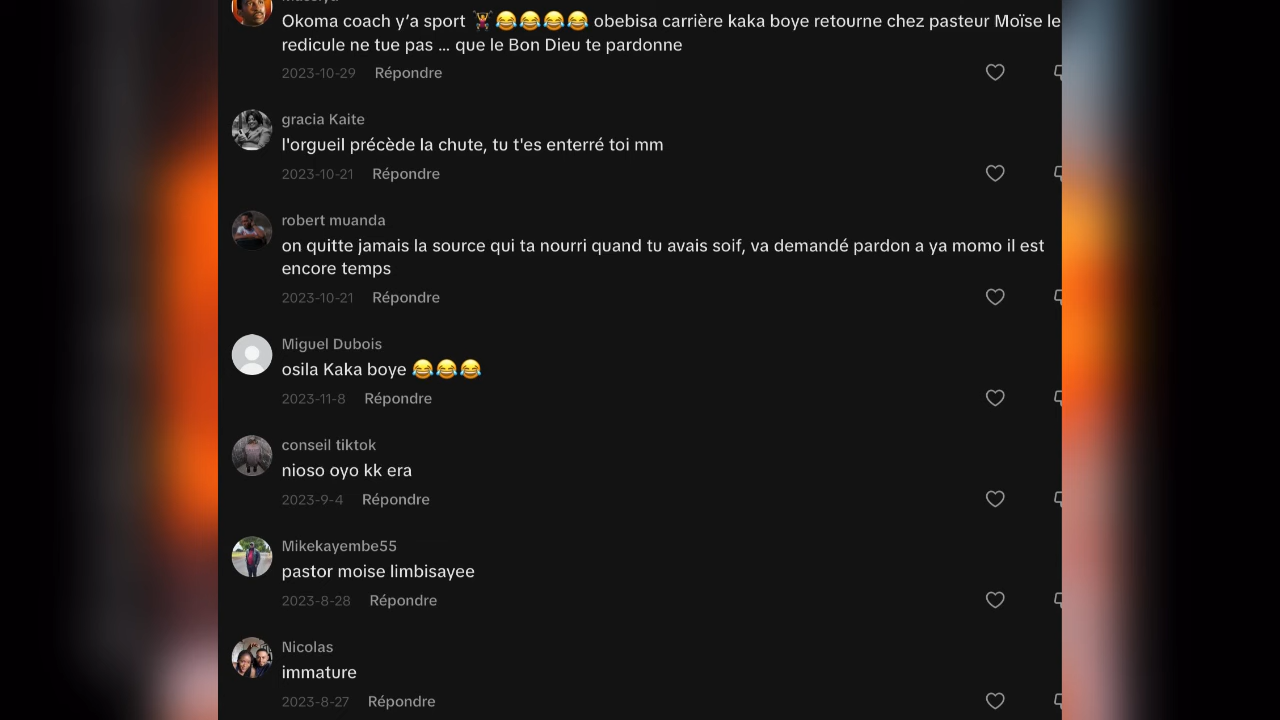 Okoma coach y’a sport 🏋️😂😂😂😂 obebisa carrière kaka boye retourne chez pasteur Moïse le
redicule ne tue pas ... que le Bon Dieu te pardonne
2023-10-29 Répondre
gracia Kaite
l'orgueil précède la chute, tu t'es enterré toi mm
2023-10-21 Répondre
robert muanda
on quitte jamais la source qui ta nourri quand tu avais soif, va demandé pardon a ya momo il est
encore temps
2023-10-21 Répondre
Miguel Dubois
osila Kaka boye 😂😂😂
2023-11-8 Répondre
conseil tiktok
nioso oyo kk era
2023-9-4 Répondre
Mikekayembe55
pastor moise limbisayee
2023-8-28 Répondre
Nicolas
immature
2023-8-27 Répondre